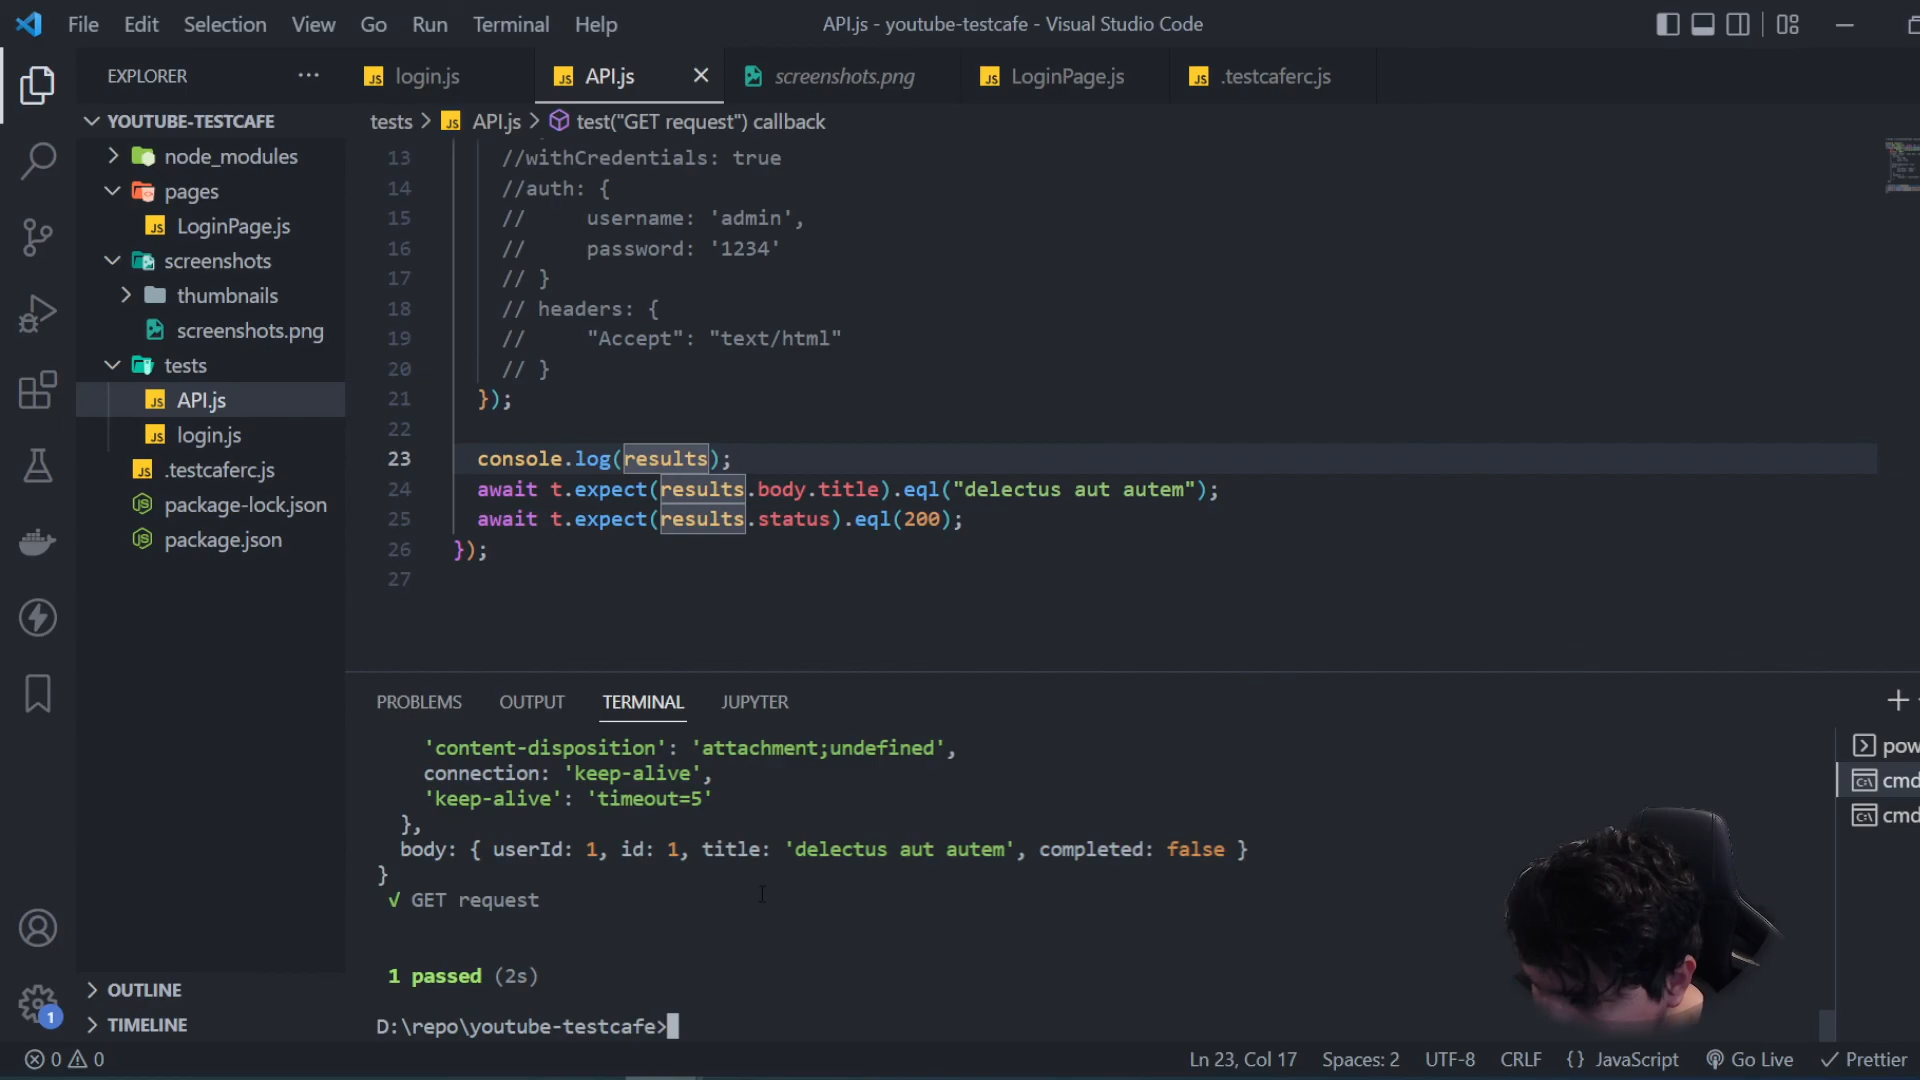 File Edit Selection View Go Run Terminal Help
API.js - youtube-testcafe - Visual Studio Code
EXPLORER ···
login.js
API.js
screenshots.png
LoginPage.js
.testcaferc.js
tests > API.js > test("GET request") callback
YOUTUBE-TESTCAFE
node_modules
pages
LoginPage.js
screenshots
thumbnails
screenshots.png
tests
API.js
login.js
.testcaferc.js
package-lock.json
package.json
OUTLINE
TIMELINE
1
13 //withCredentials: true
14 //auth: {
15 // username: 'admin',
16 // password: '1234'
17 // }
18 // headers: {
19 // "Accept": "text/html"
20 // }
21 });
22
23 console.log(results);
24 await t.expect(results.body.title).eql("delectus aut autem");
25 await t.expect(results.status).eql(200);
26 });
27
PROBLEMS OUTPUT TERMINAL JUPYTER
'content-disposition': 'attachment;undefined',
connection: 'keep-alive',
'keep-alive': 'timeout=5'
},
body: { userId: 1, id: 1, title: 'delectus aut autem', completed: false }
}
√ GET request
1 passed (2s)
D:\repo\youtube-testcafe>
pow
cmd
cmd
0 0
Ln 23, Col 17 Spaces: 2 UTF-8 CRLF {} JavaScript Go Live Prettier